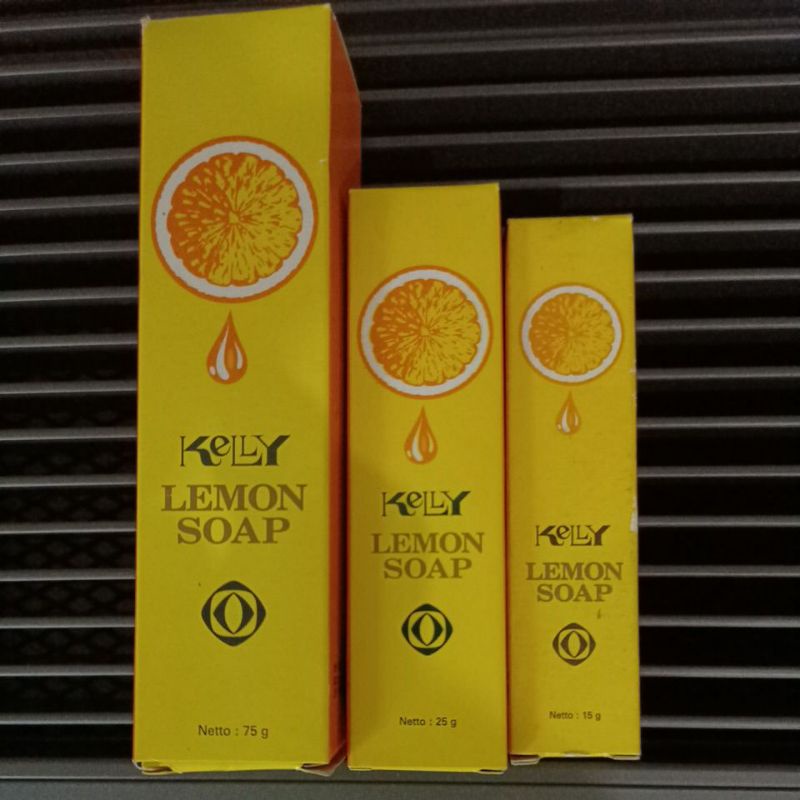 KeLLY
LEMON
SOAP
Netto : 75 g
KeLLY
LEMON
SOAP
Netto : 25 g
KeLLY
LEMON
SOAP
Netto : 15 g